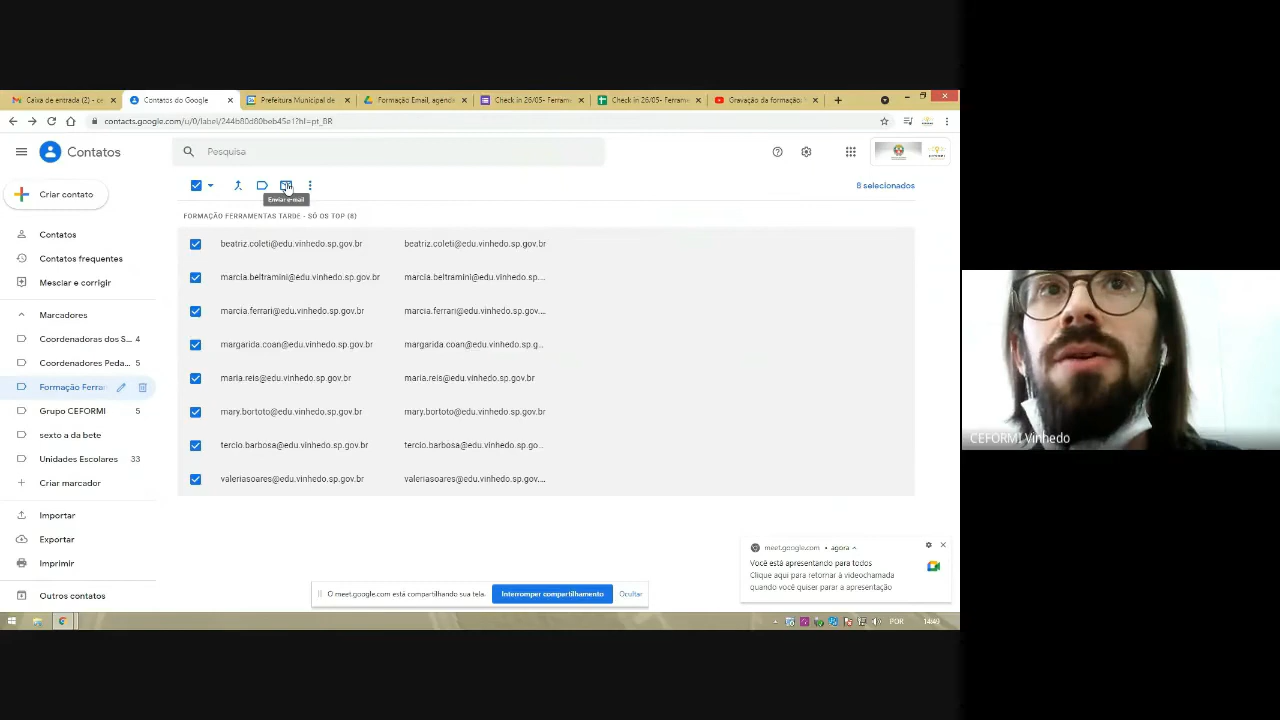 Caixa de entrada (2) - ce
Contatos do Google
Prefeitura Municipal de
Formação Email, agenda
Check in 26/05- Ferrame
Check in 26/05- Ferrame
Gravação da formação:
contacts.google.com/u/0/label/244b80d80beb45e1?hl=pt_BR
Contatos
Pesquisa
Criar contato
8 selecionados
Enviar e-mail
FORMAÇÃO FERRAMENTAS TARDE - SÓ OS TOP (8)
Contatos
Contatos frequentes
Mesclar e corrigir
Marcadores
Coordenadoras dos S... 4
Coordenadores Peda... 5
Formação Ferrar
Grupo CEFORMI 5
sexto a da bete
Unidades Escolares 33
Criar marcador
Importar
Exportar
Imprimir
Outros contatos
beatriz.coleti@edu.vinhedo.sp.gov.br beatriz.coleti@edu.vinhedo.sp.gov.br
marcia.beltramini@edu.vinhedo.sp.gov.br marcia.beltramini@edu.vinhedo.sp....
marcia.ferrari@edu.vinhedo.sp.gov.br marcia.ferrari@edu.vinhedo.sp.gov....
margarida.coan@edu.vinhedo.sp.gov.br margarida.coan@edu.vinhedo.sp.g...
maria.reis@edu.vinhedo.sp.gov.br maria.reis@edu.vinhedo.sp.gov.br
mary.bortoto@edu.vinhedo.sp.gov.br mary.bortoto@edu.vinhedo.sp.gov.br
tercio.barbosa@edu.vinhedo.sp.gov.br tercio.barbosa@edu.vinhedo.sp.go...
valeriasoares@edu.vinhedo.sp.gov.br valeriasoares@edu.vinhedo.sp.gov....
meet.google.com • agora
Você está apresentando para todos
Clique aqui para retornar à videochamada
quando você quiser parar a apresentação
O meet.google.com está compartilhando sua tela.
Interromper compartilhamento
Ocultar
POR
14:49
CEFORMI Vinhedo